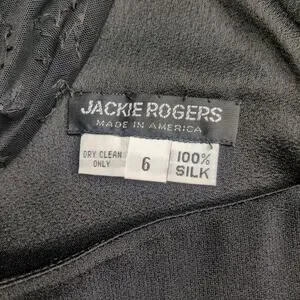 JACKIE ROGERS
MADE IN AMERICA
DRY CLEAN
ONLY
6
100%
SILK